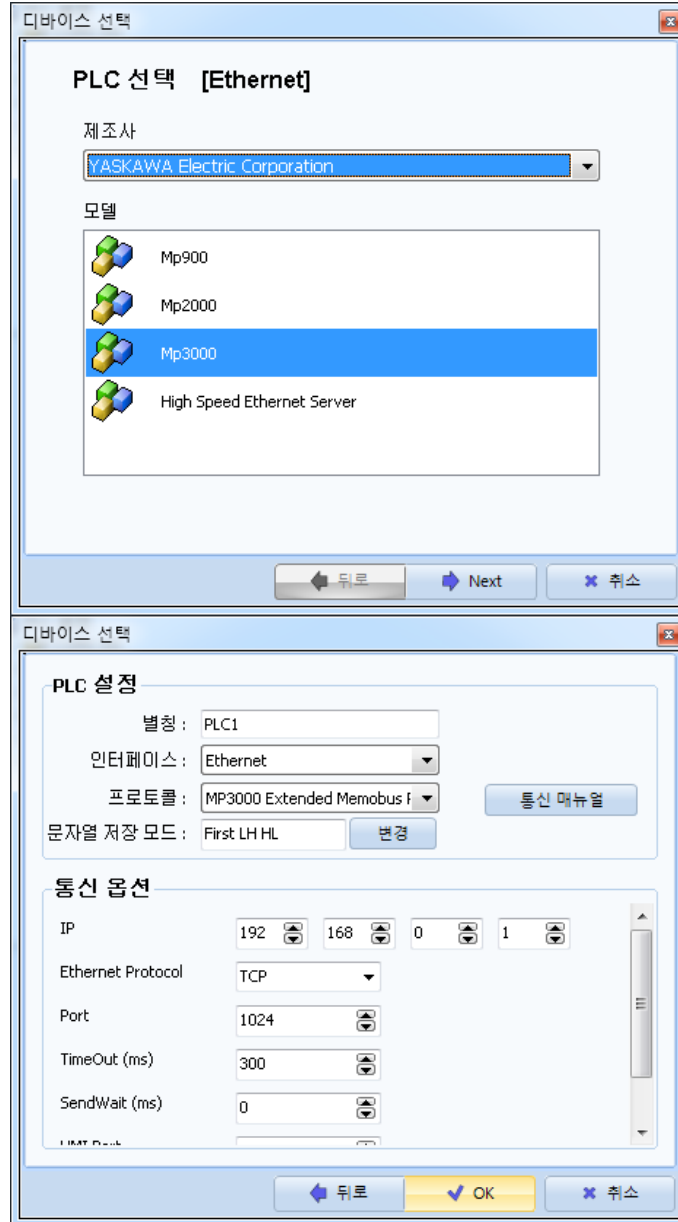 디바이스 선택
PLC 선택 [Ethernet]
제조사
YASKAWA Electric Corporation
모델
Mp900
Mp2000
Mp3000
High Speed Ethernet Server
뒤로 Next 취소
디바이스 선택
PLC 설정
별칭 : PLC1
인터페이스 : Ethernet
프로토콜 : MP3000 Extended Memobus 통신 매뉴얼
문자열 저장 모드 : First LH HL 변경
통신 옵션
IP 192 168 0 1
Ethernet Protocol TCP
Port 1024
TimeOut (ms) 300
SendWait (ms) 0
뒤로 OK 취소